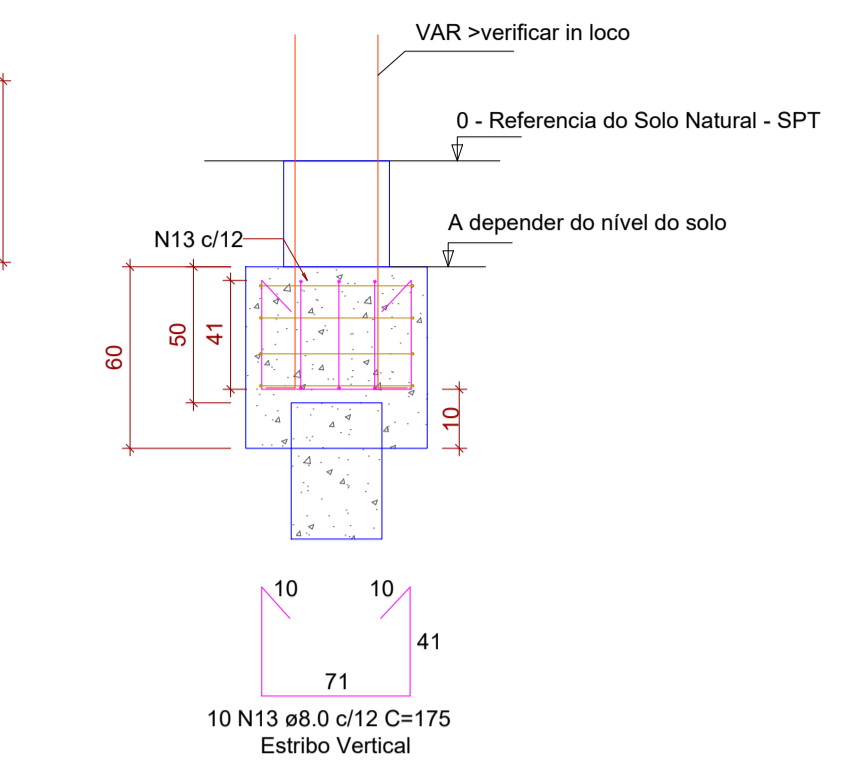 VAR >verificar in loco
0 - Referencia do Solo Natural - SPT
A depender do nível do solo
N13 c/12
60
50
41
10
10
10
41
71
10 N13 ø8.0 c/12 C=175
Estribo Vertical